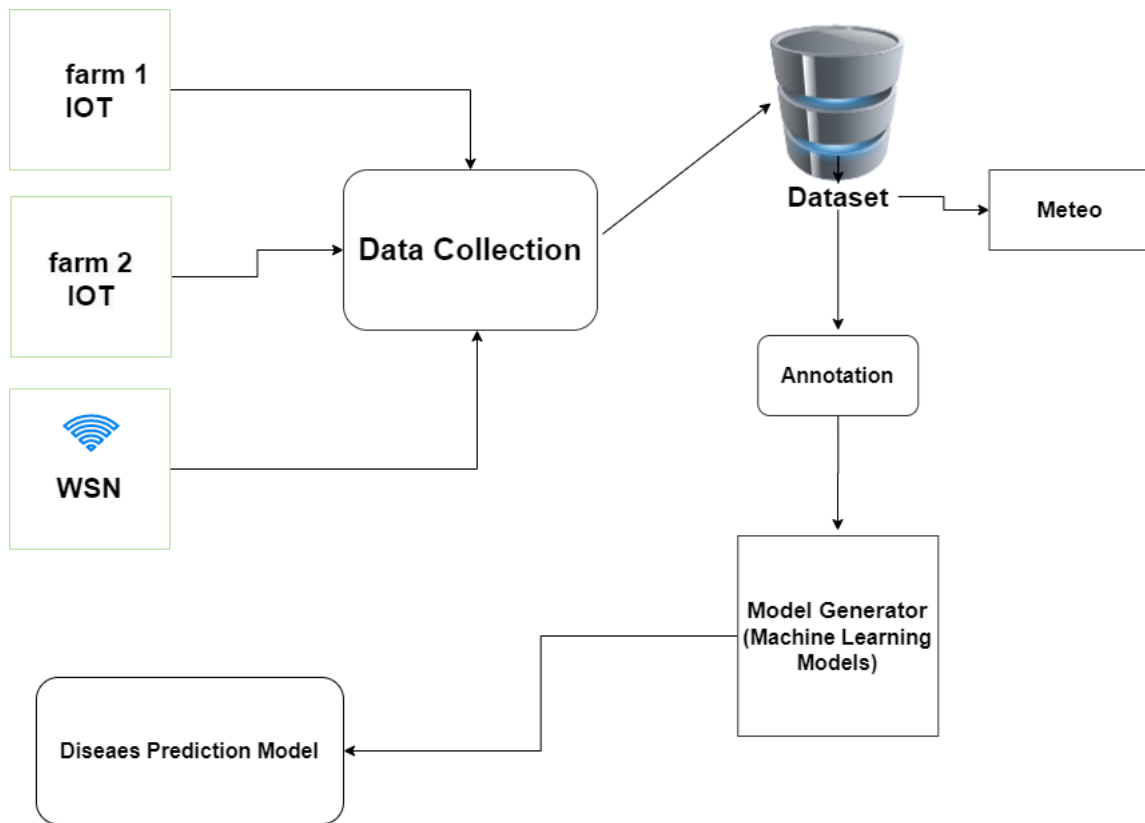 farm 1
IOT
farm 2
IOT
WSN
Data Collection
Dataset
Meteo
Annotation
Model Generator
(Machine Learning
Models)
Diseaes Prediction Model